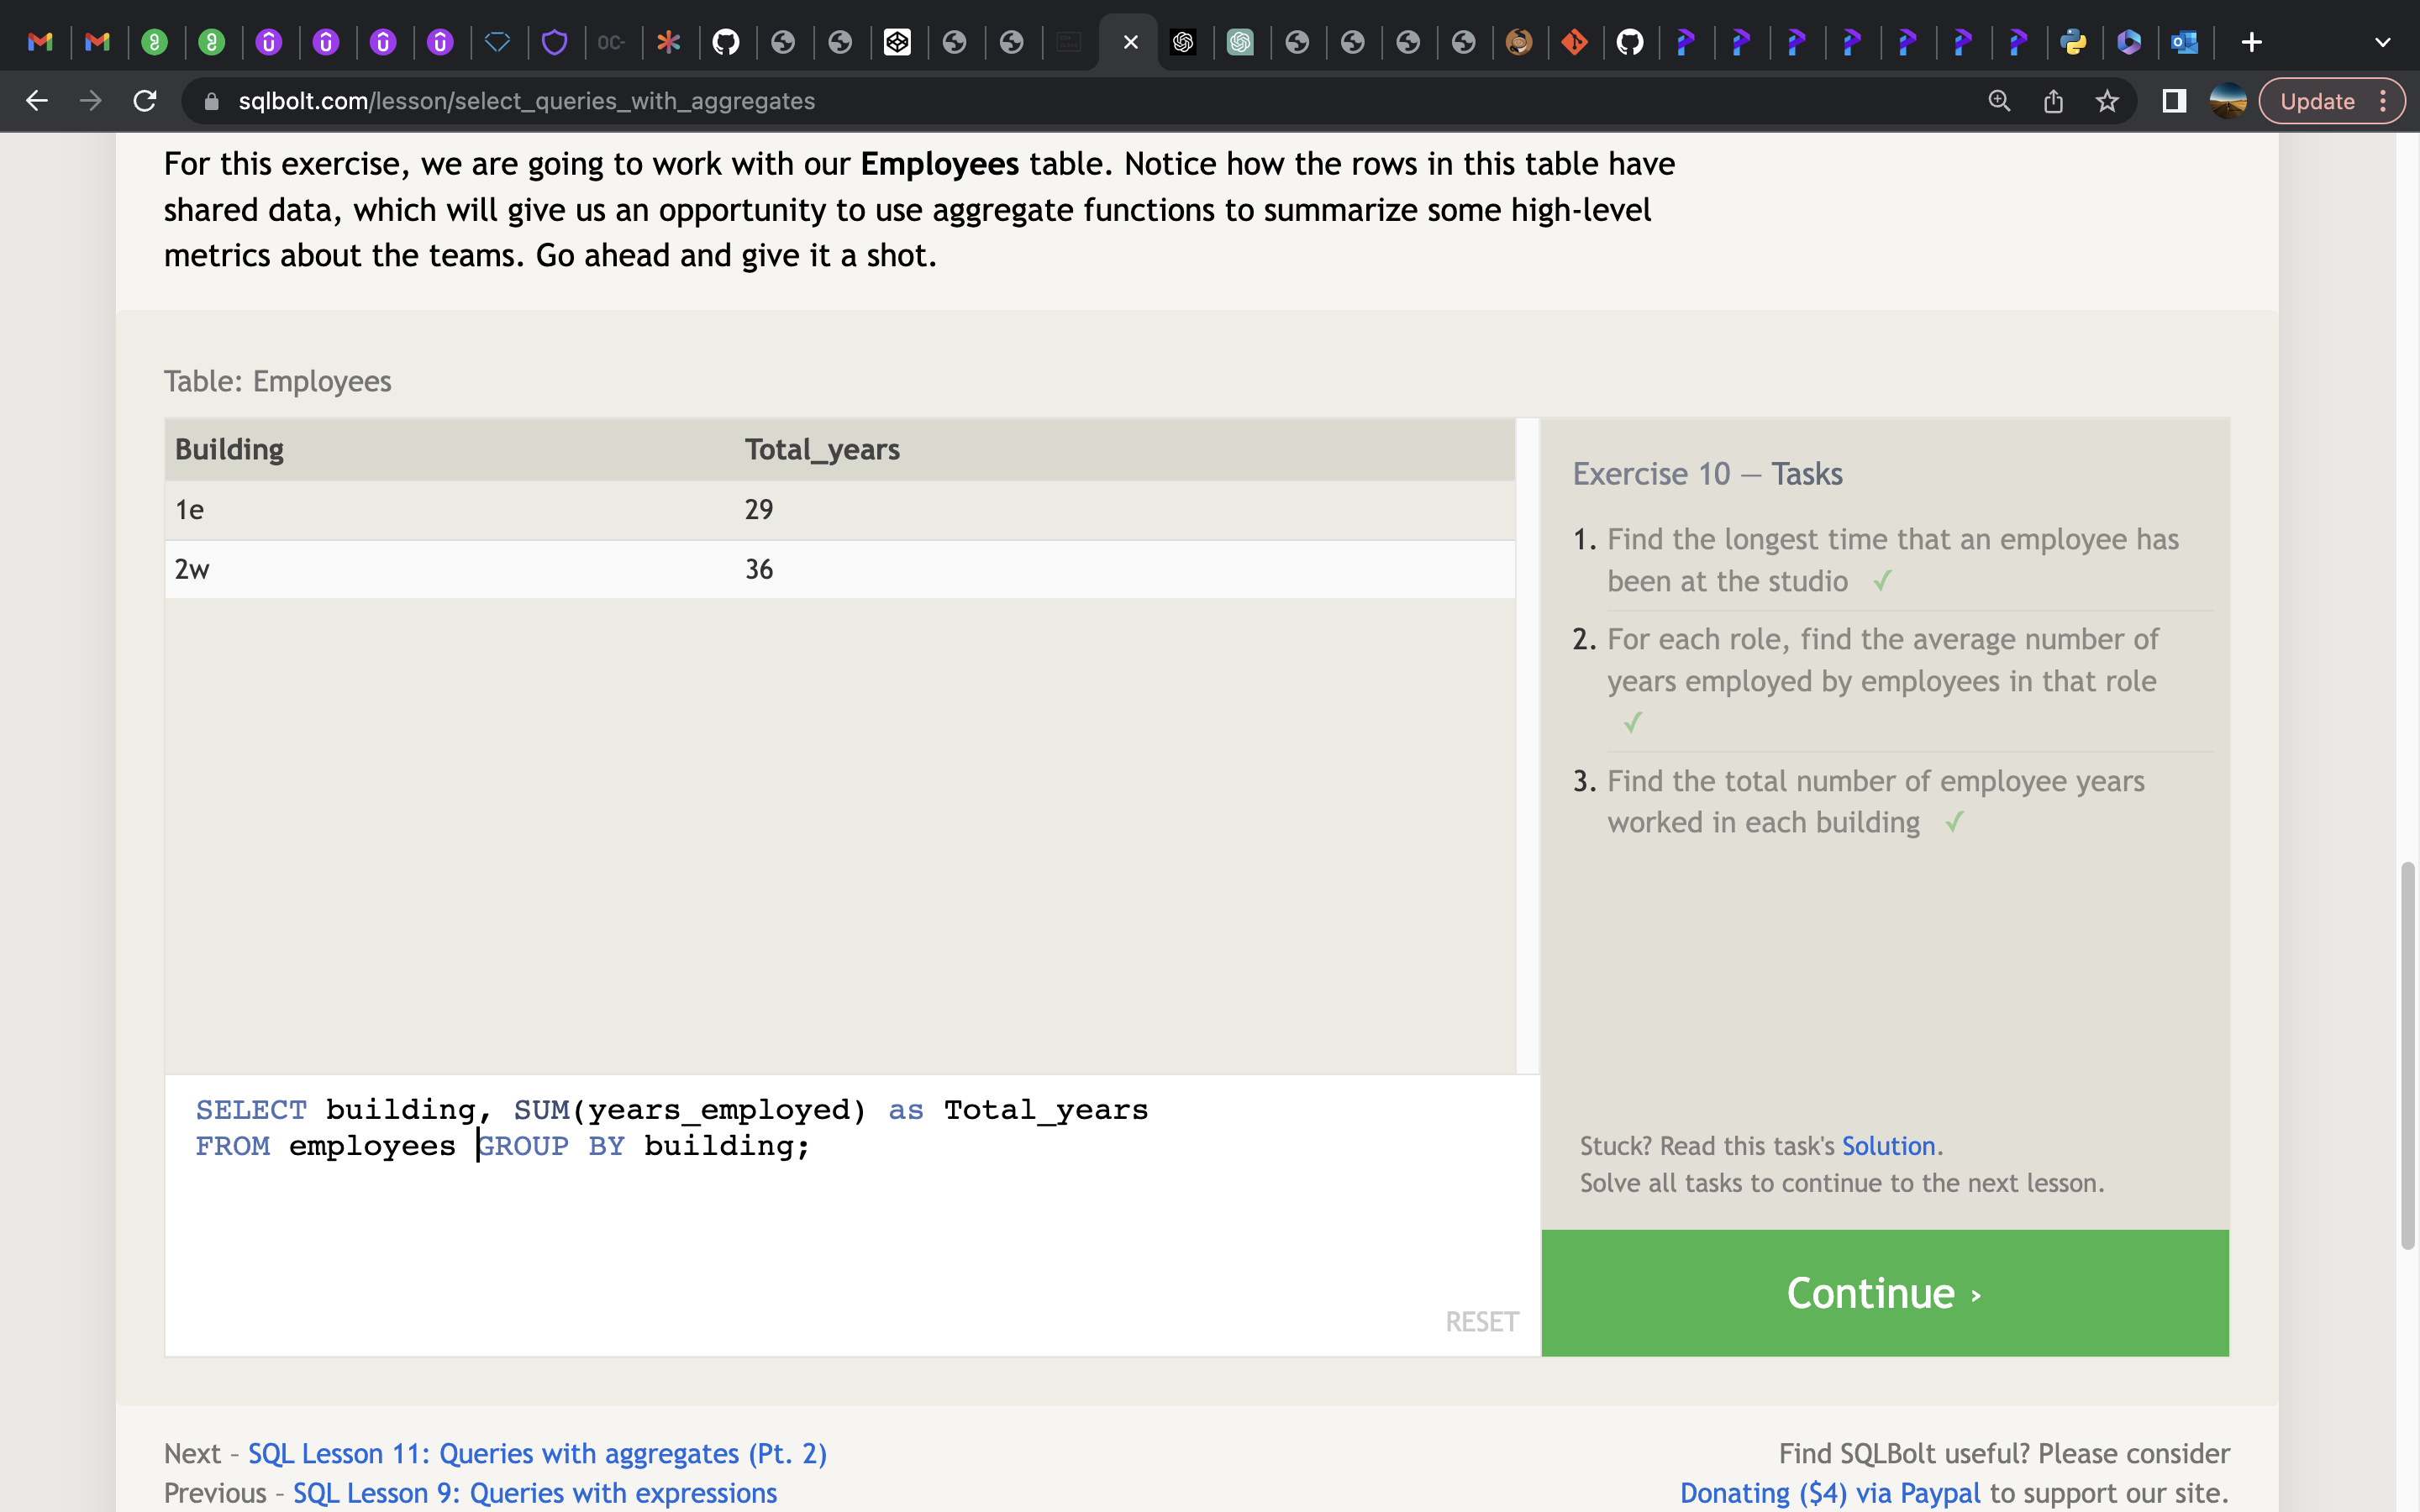 sqlbolt.com/lesson/select_queries_with_aggregates
Update
For this exercise, we are going to work with our Employees table. Notice how the rows in this table have
shared data, which will give us an opportunity to use aggregate functions to summarize some high-level
metrics about the teams. Go ahead and give it a shot.
Table: Employees
Building Total_years
1e 29
2w 36
Exercise 10 — Tasks
1. Find the longest time that an employee has
been at the studio ✓
2. For each role, find the average number of
years employed by employees in that role
✓
3. Find the total number of employee years
worked in each building ✓
SELECT building, SUM(years_employed) as Total_years
FROM employees GROUP BY building;
RESET
Stuck? Read this task's Solution.
Solve all tasks to continue to the next lesson.
Continue ›
Next – SQL Lesson 11: Queries with aggregates (Pt. 2)
Previous – SQL Lesson 9: Queries with expressions
Find SQLBolt useful? Please consider
Donating ($4) via Paypal to support our site.